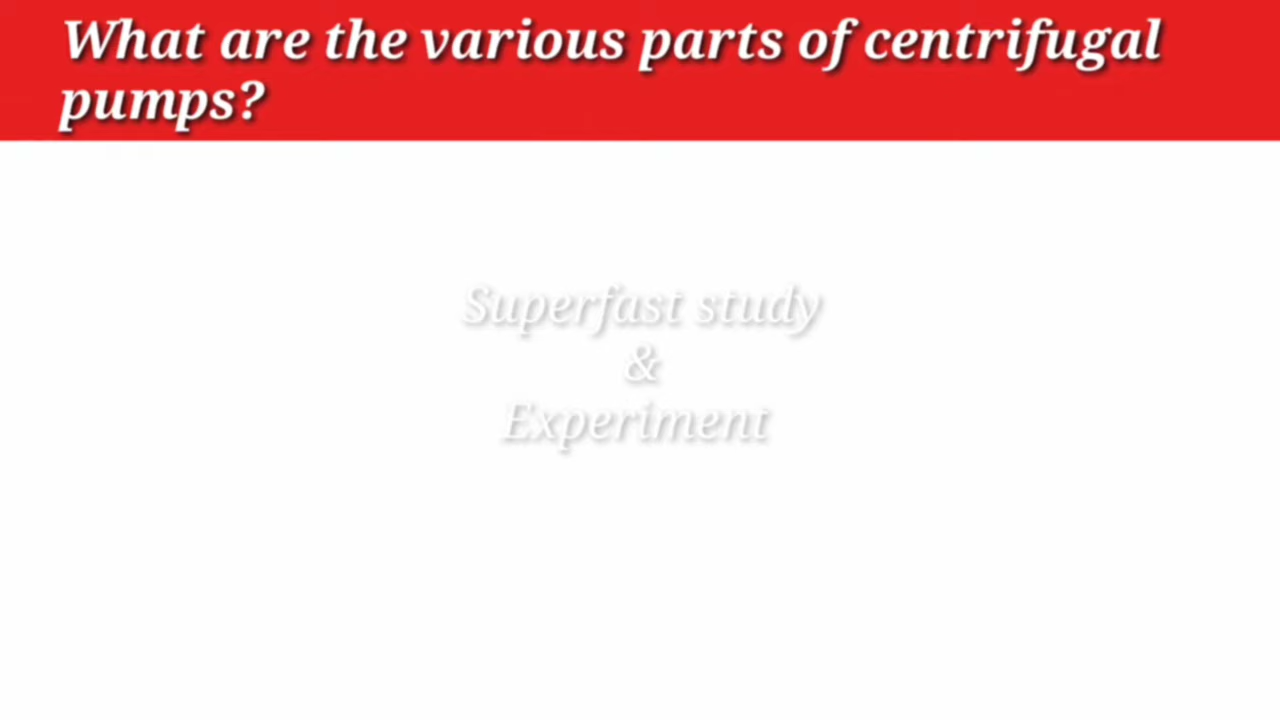 What are the various parts of centrifugal
pumps?
Superfast study
&
Experiment